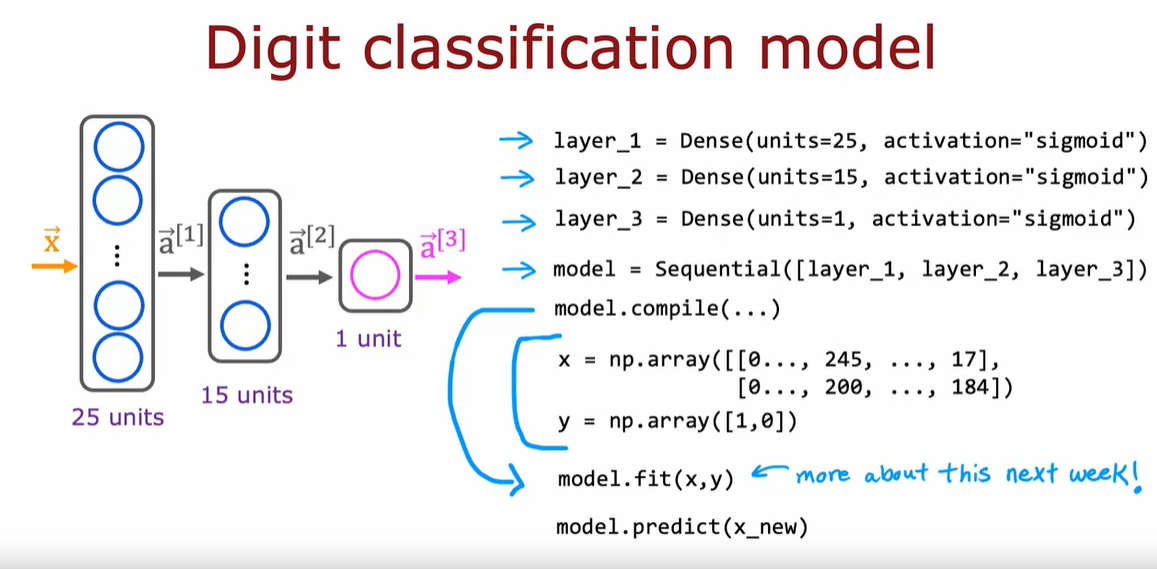 Digit classification model
x⃗
a⃗[1]
a⃗[2]
a⃗[3]
25 units
15 units
1 unit
layer_1 = Dense(units=25, activation="sigmoid")
layer_2 = Dense(units=15, activation="sigmoid")
layer_3 = Dense(units=1, activation="sigmoid")
model = Sequential([layer_1, layer_2, layer_3])
model.compile(...)
x = np.array([[0..., 245, ..., 17],
[0..., 200, ..., 184])
y = np.array([1,0])
model.fit(x,y) ← more about this next week!
model.predict(x_new)